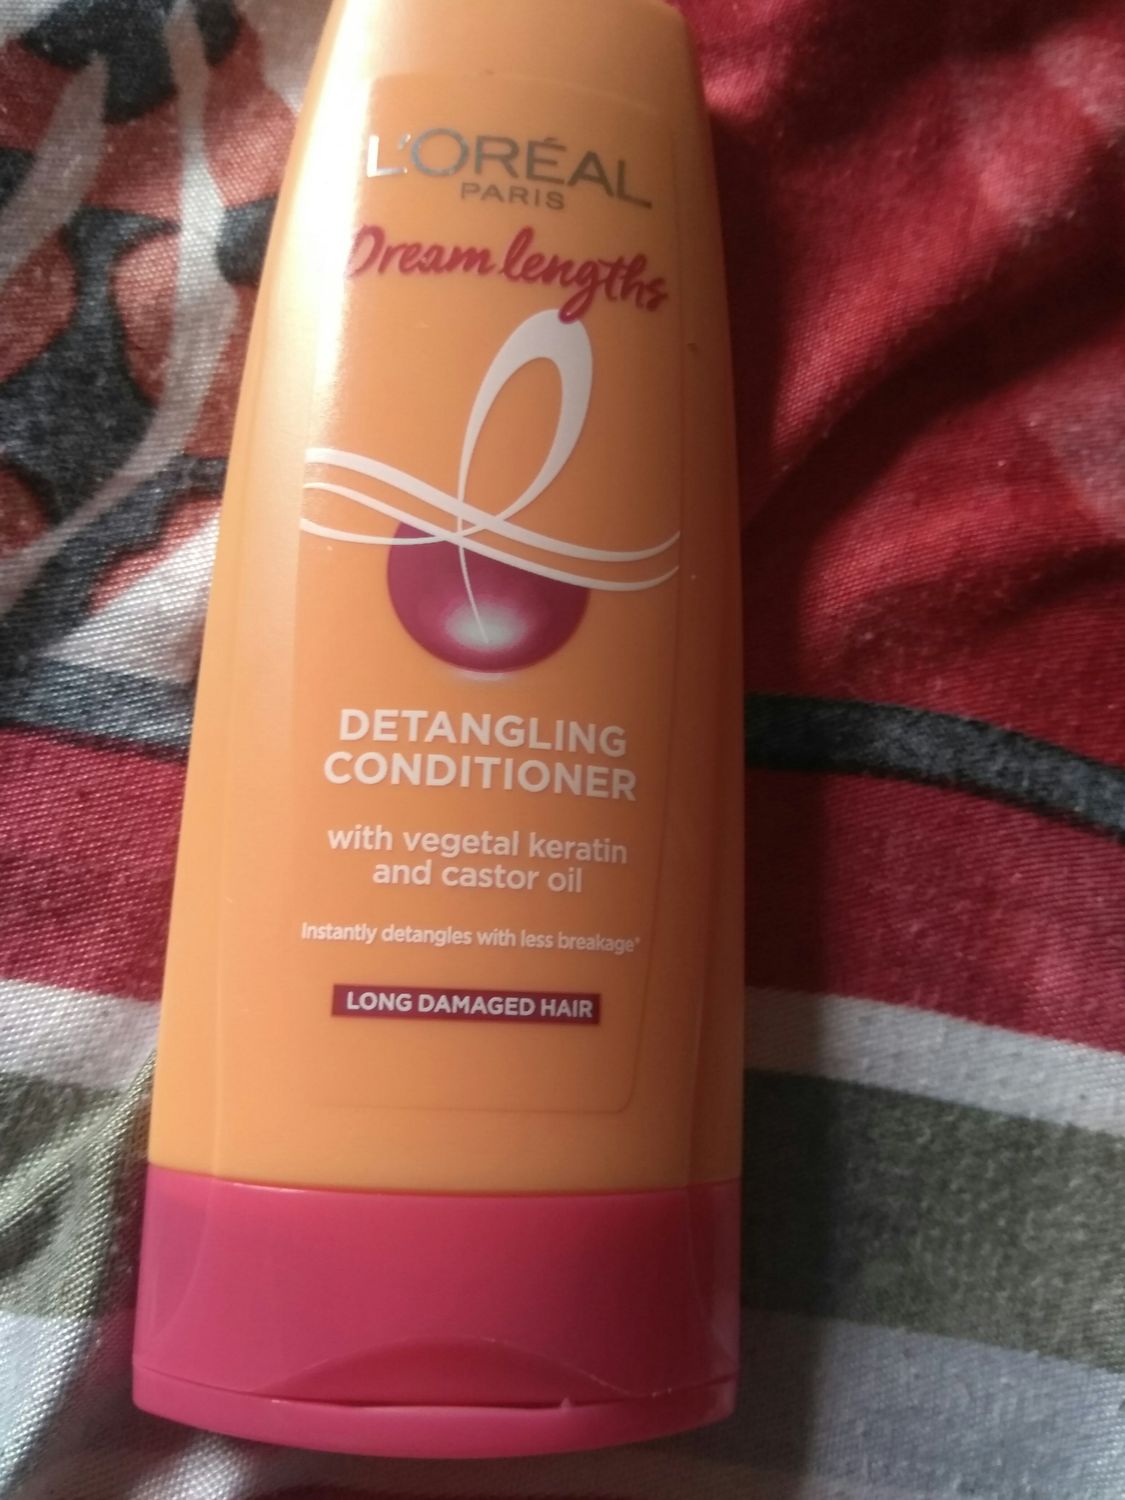 L'ORÉAL
PARIS
Dream lengths
DETANGLING
CONDITIONER
with vegetal keratin
and castor oil
Instantly detangles with less breakage*
LONG DAMAGED HAIR